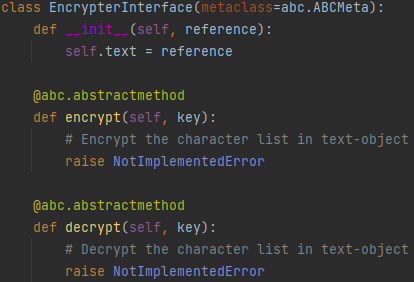 class EncrypterInterface(metaclass=abc.ABCMeta):
    def __init__(self, reference):
        self.text = reference

    @abc.abstractmethod
    def encrypt(self, key):
        # Encrypt the character list in text-object
        raise NotImplementedError

    @abc.abstractmethod
    def decrypt(self, key):
        # Decrypt the character list in text-object
        raise NotImplementedError